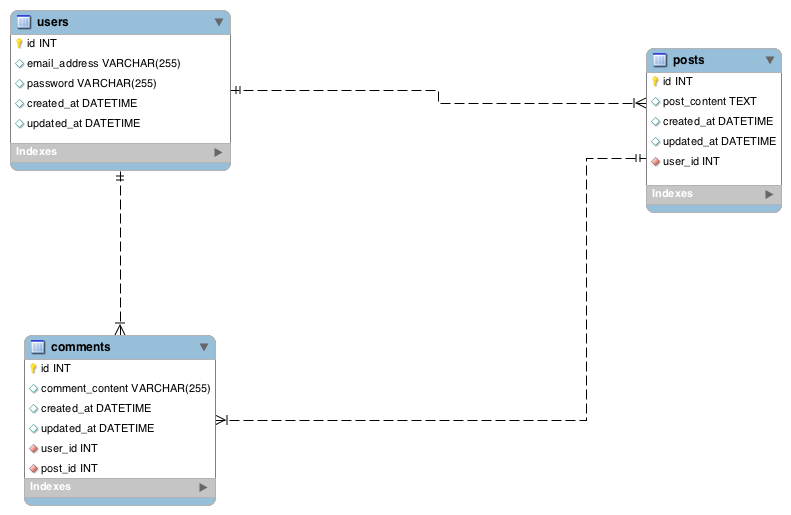 users
id INT
email_address VARCHAR(255)
password VARCHAR(255)
created_at DATETIME
updated_at DATETIME
Indexes
posts
id INT
post_content TEXT
created_at DATETIME
updated_at DATETIME
user_id INT
Indexes
comments
id INT
comment_content VARCHAR(255)
created_at DATETIME
updated_at DATETIME
user_id INT
post_id INT
Indexes